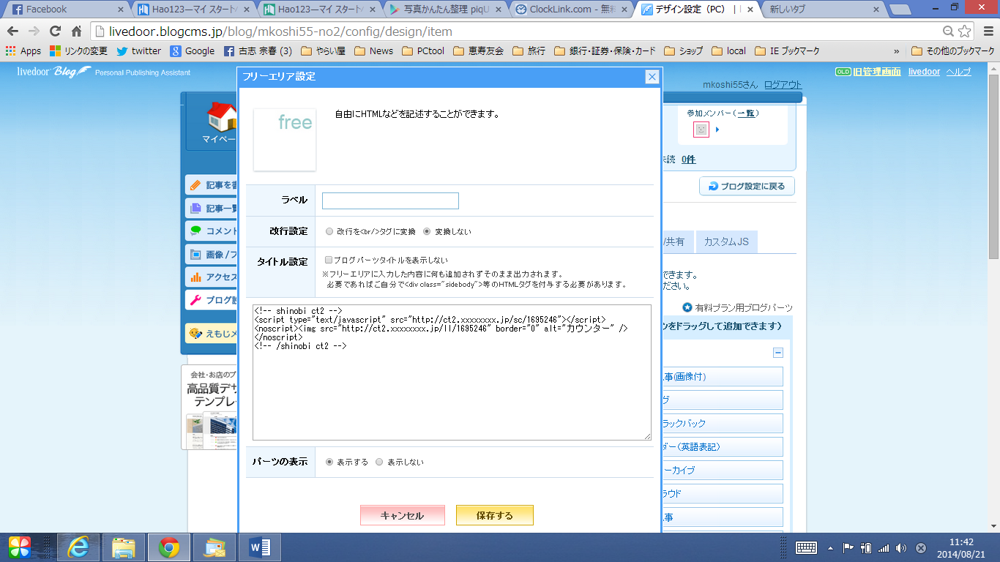 Facebook
Hao123—マイ スタート
Hao123—マイ スタート
写真かんたん整理 piqU
ClockLink.com - 無料
デザイン設定（PC） | l
新しいタブ
livedoor.blogcms.jp/blog/mkoshi55-no2/config/design/item
Apps リンクの変更 twitter Google 古志 宗春 (3) やらい屋 News PCtool 恵寿友会 旅行 銀行・証券・保険・カード ショップ local IE ブックマーク » その他のブックマーク
livedoor Blog Personal Publishing Assistant
OLD 旧管理画面 livedoor ヘルプ
フリーエリア設定
mkoshi55さん ログアウト
free
自由にHTMLなどを記述することができます。
参加メンバー（一覧）
マイペー
未読 0件
記事を書
ブログ設定に戻る
ラベル
記事一覧
改行設定 改行を<br/>タグに変換 変換しない
コメント
/共有 カスタムJS
画像 /フ
タイトル設定 ブログパーツタイトルを表示しない
※フリーエリアに入力した内容に何も追加されずそのまま出力されます。
必要であればご自分で<div class="sidebody">等のHTMLタグを付与する必要があります。
アクセス
できます。
ださい。
ブログ設
有料プラン用ブログパーツ
<!-- shinobi ct2 -->
<script type="text/javascript" src="http://ct2.xxxxxxxx.jp/sc/1695246"></script>
<noscript><img src="http://ct2.xxxxxxxx.jp/ll/1695246" border="0" alt="カウンター" />
</noscript>
<!-- /shinobi ct2 -->
ツをドラッグして追加できます）
えもじメ
会社・お店のブ
高品質デザ
テンプレー
事(画像付)
グ
ラックバック
ダー（英語表記）
ーカイブ
ラウド
事
パーツの表示 表示する 表示しない
キャンセル 保存する
11:42
2014/08/21